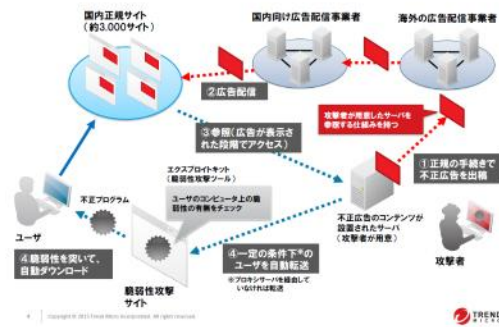 国内正規サイト
(約3,000サイト)
国内向け広告配信事業者
海外の広告配信事業者
②広告配信
攻撃者が用意したサーバを
参照する仕組みを持つ
③参照(広告が表示さ
れた段階でアクセス)
①正規の手続きで
不正広告を出稿
エクスプロイトキット
(脆弱性攻撃ツール)
ユーザのコンピュータ上の脆
弱性の有無をチェック
不正プログラム
不正広告のコンテンツが
設置されたサーバ
(攻撃者が用意)
攻撃者
ユーザ
④脆弱性を突いて、
自動ダウンロード
脆弱性攻撃
サイト
④一定の条件下*の
ユーザを自動転送
*プロキシサーバを経由して
いなければ転送
4 Copyright © 2015 Trend Micro Incorporated. All rights reserved.
TREND
MICRO